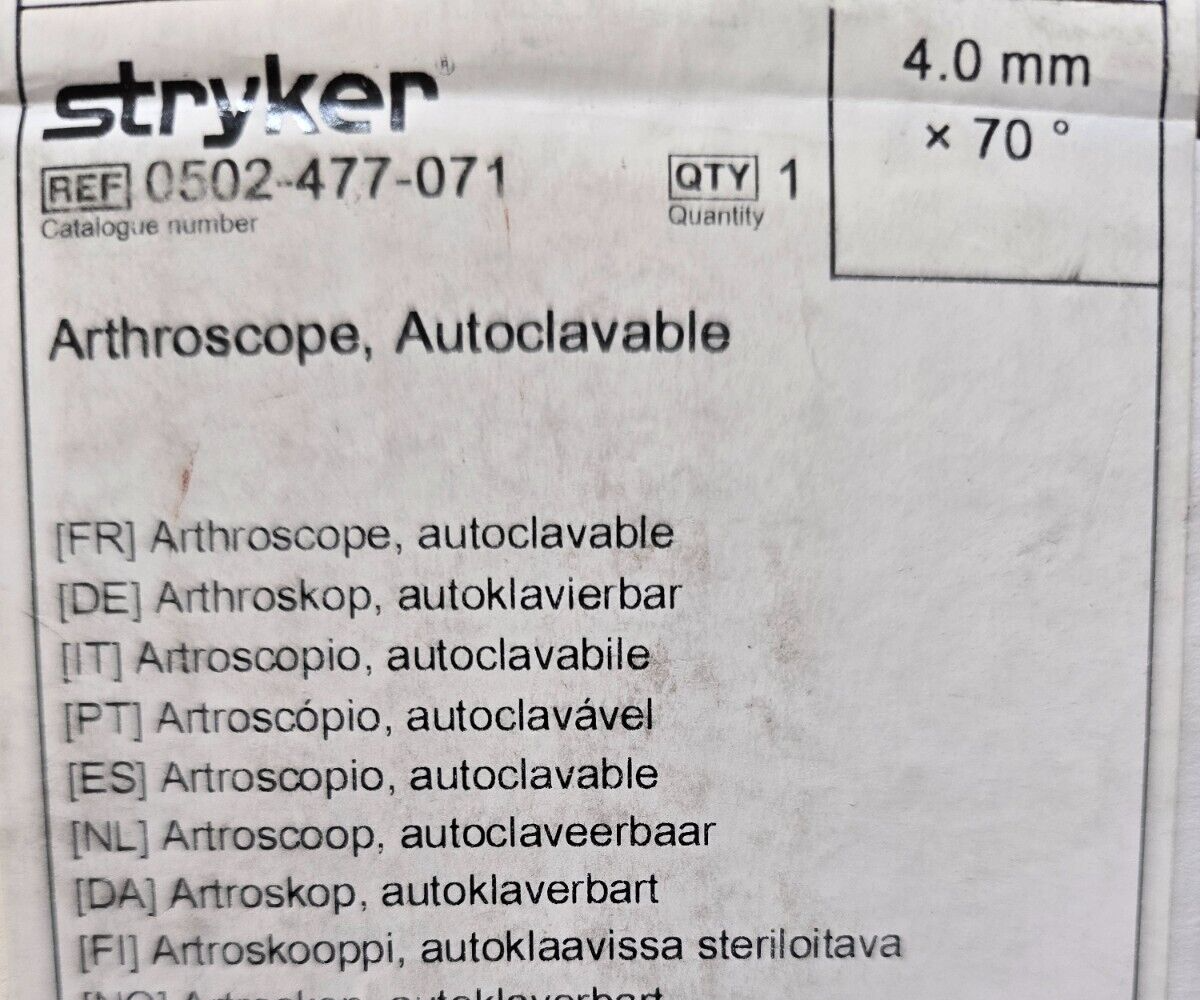 stryker®
4.0 mm
× 70 °
REF 0502-477-071
Catalogue number
QTY 1
Quantity
Arthroscope, Autoclavable
[FR] Arthroscope, autoclavable
[DE] Arthroskop, autoklavierbar
[IT] Artroscopio, autoclavabile
[PT] Artroscópio, autoclavável
[ES] Artroscopio, autoclavable
[NL] Artroscoop, autoclaveerbaar
[DA] Artroskop, autoklaverbart
[FI] Artroskooppi, autoklaavissa steriloitava